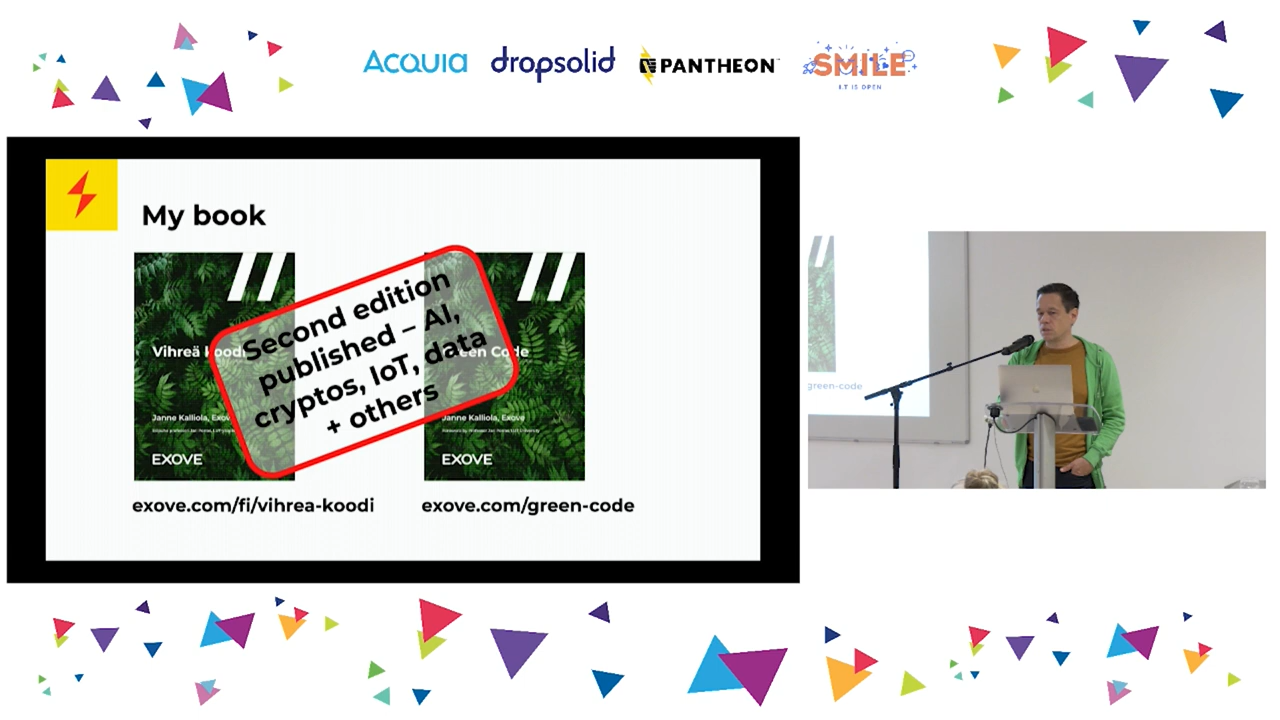 Acquia
dropsolid
PANTHEON
SMILE
I.T IS OPEN
My book
Second edition
published – AI,
cryptos, IoT, data
+ others
Vihreä koodi
Janne Kalliola, Exove
EXOVE
exove.com/fi/vihrea-koodi
Green Code
Janne Kalliola, Exove
EXOVE
exove.com/green-code
green-code